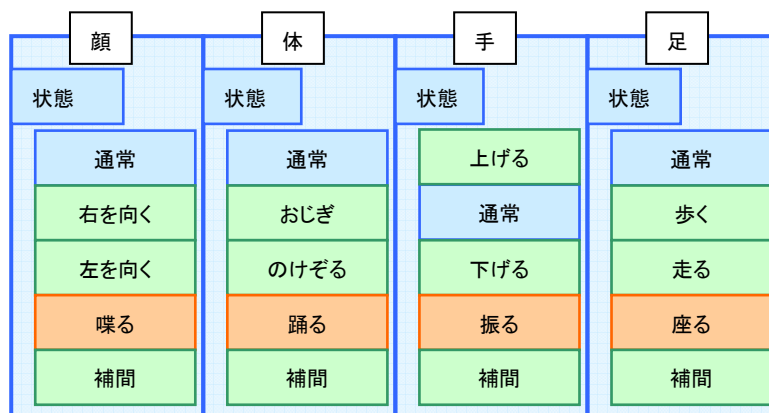 顔
体
手
足
状態
状態
状態
状態
通常
通常
上げる
通常
右を向く
おじぎ
通常
歩く
左を向く
のけぞる
下げる
走る
喋る
踊る
振る
座る
補間
補間
補間
補間